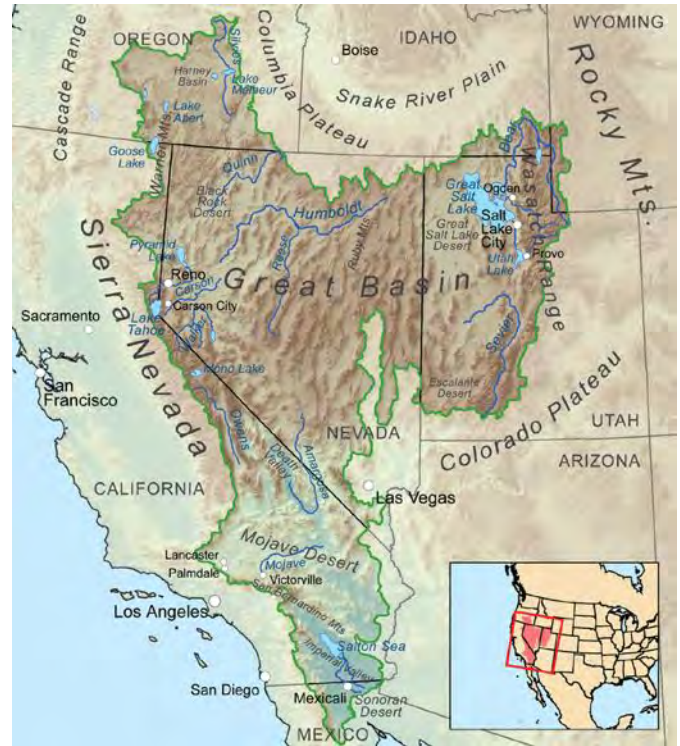 WYOMING
OREGON
IDAHO
Boise
Silvies
Harney
Basin
Lake
Malheur
Columbia Plateau
Snake River Plain
Rocky Mts.
Cascade Range
Lake
Abert
Goose
Lake
Warner Mts.
Quinn
Black
Rock
Desert
Humboldt
Bear
Great
Salt
Lake
Ogden
Wasatch Range
Salt
Lake
City
Great
Salt Lake
Desert
Ruby Mts
Reese
Pyramid
Lake
Utah
Lake
Provo
Reno
Great Basin
Carson
Carson City
Sacramento
Lake
Tahoe
Walker
Sierra Nevada
Sevier
Mono Lake
San
Francisco
Escalante
Desert
Owens
NEVADA
Colorado Plateau
UTAH
ARIZONA
Death
Valley
Amargosa
CALIFORNIA
Las Vegas
Mojave Desert
Lancaster
Palmdale
Mojave
Victorville
San Bernardino Mts
Los Angeles
Salton Sea
Imperial Valley
San Diego
Mexicali
Sonoran
Desert
MEXICO